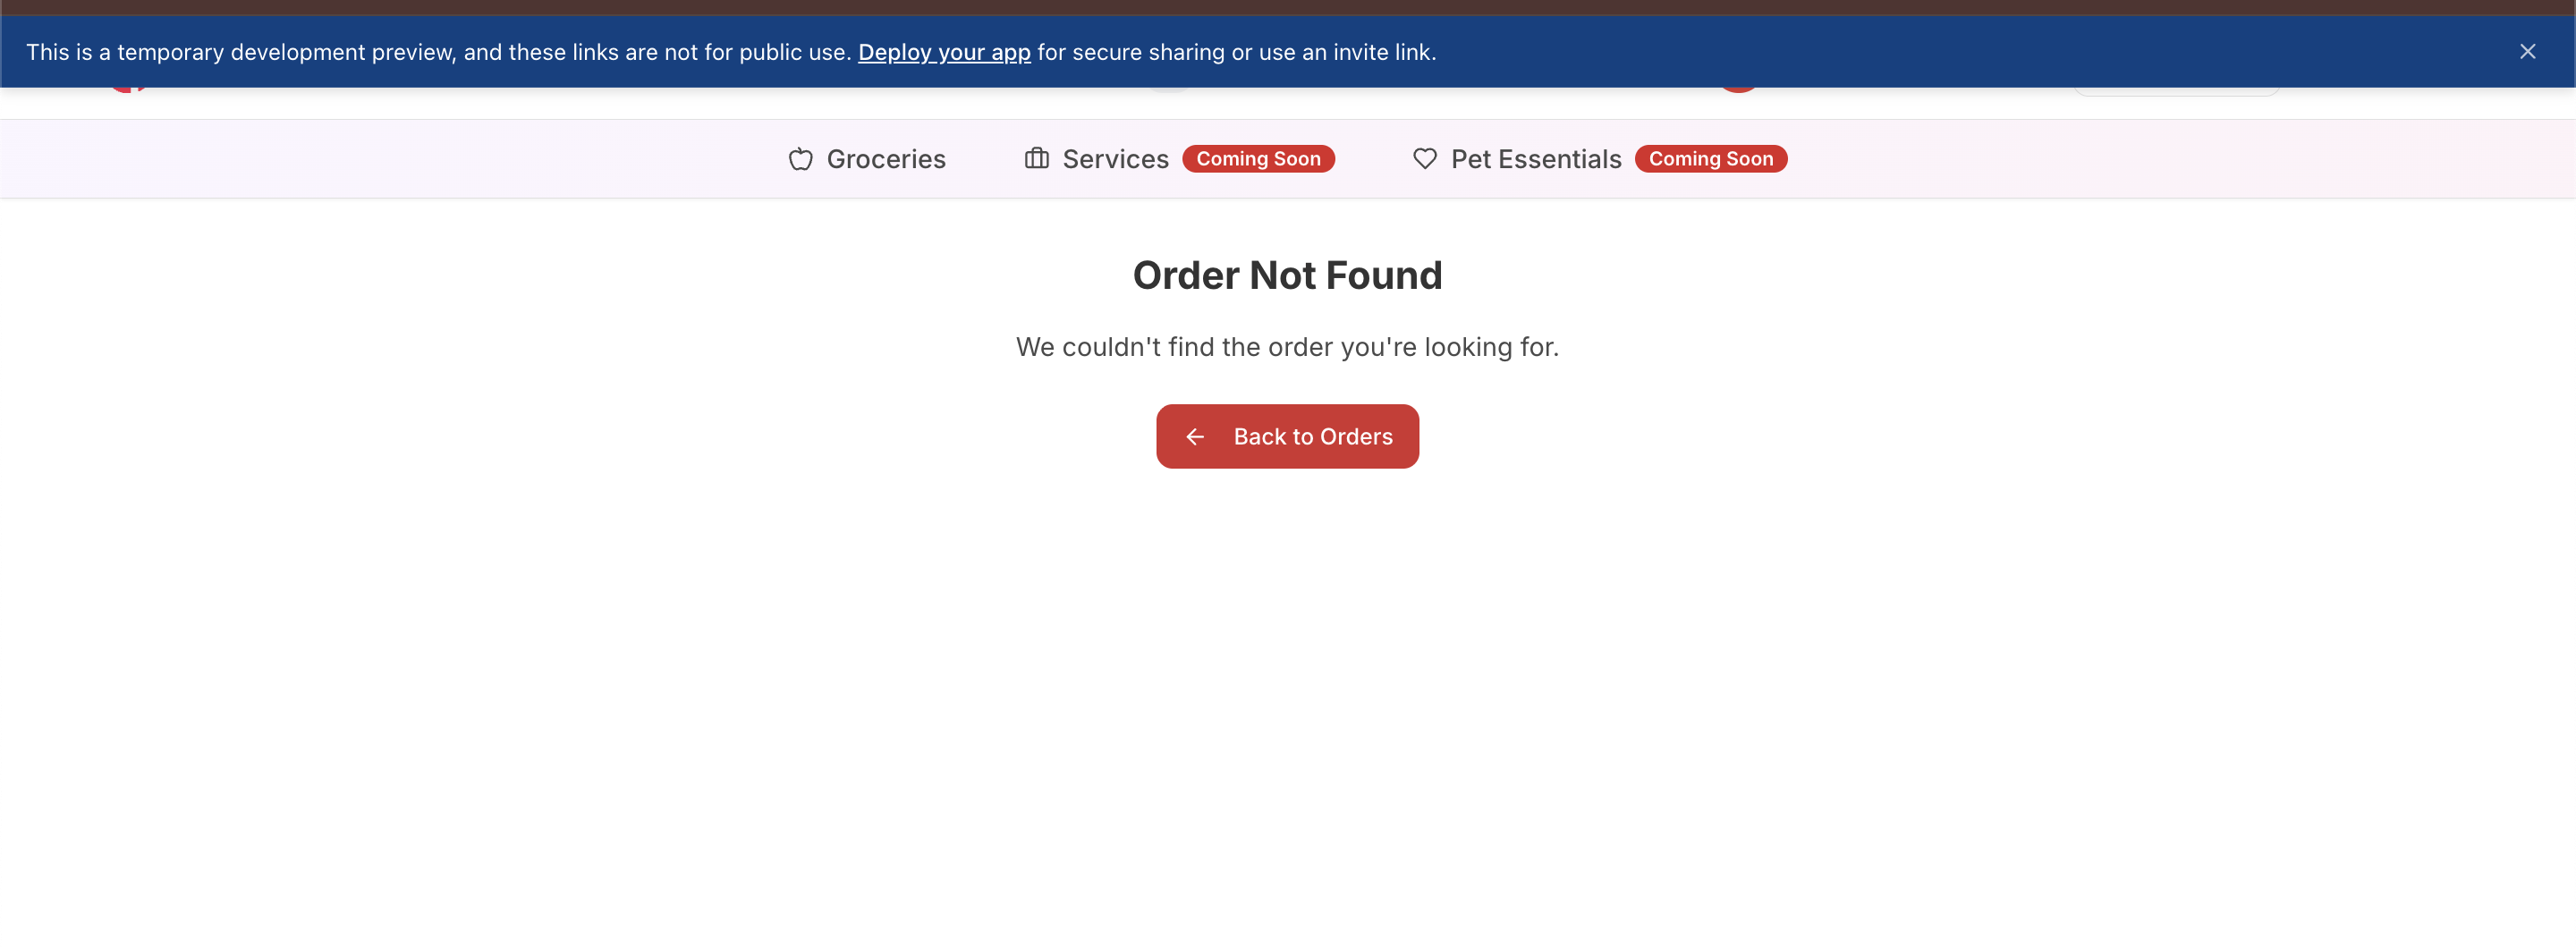 This is a temporary development preview, and these links are not for public use. Deploy your app for secure sharing or use an invite link.
Groceries
Services Coming Soon
Pet Essentials Coming Soon
Order Not Found
We couldn't find the order you're looking for.
Back to Orders